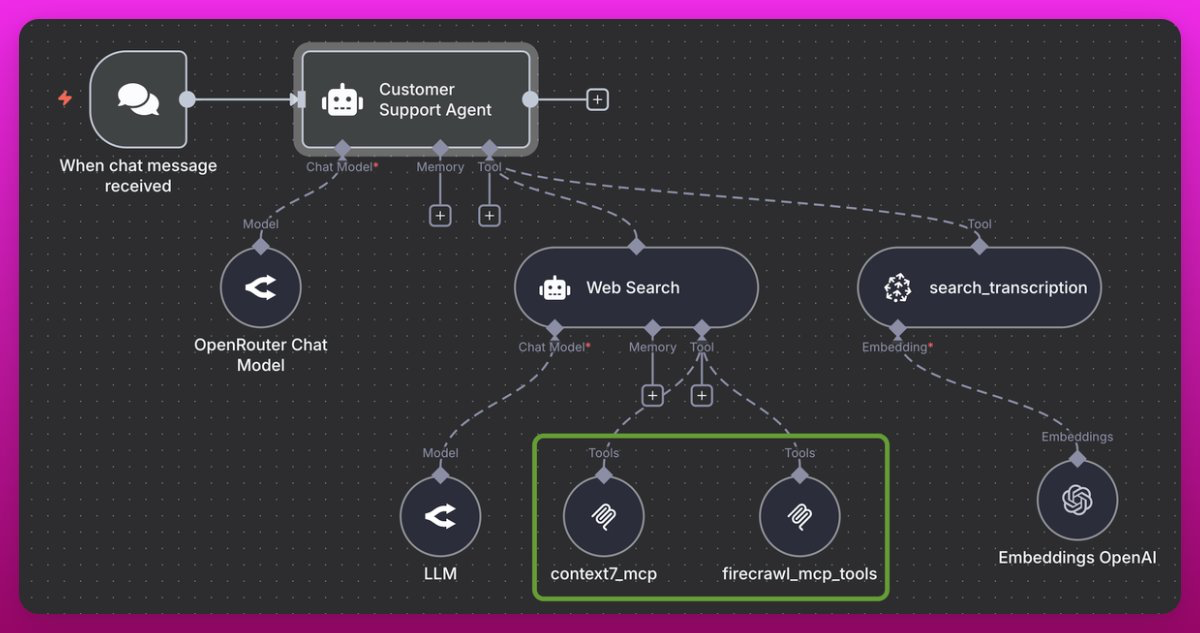 Customer
Support Agent
When chat message
received
Chat Model*
Memory
Tool
Model
Tool
OpenRouter Chat
Model
Web Search
search_transcription
Chat Model*
Memory
Tool
Embedding*
Model
Tools
Tools
Embeddings
LLM
context7_mcp
firecrawl_mcp_tools
Embeddings OpenAI